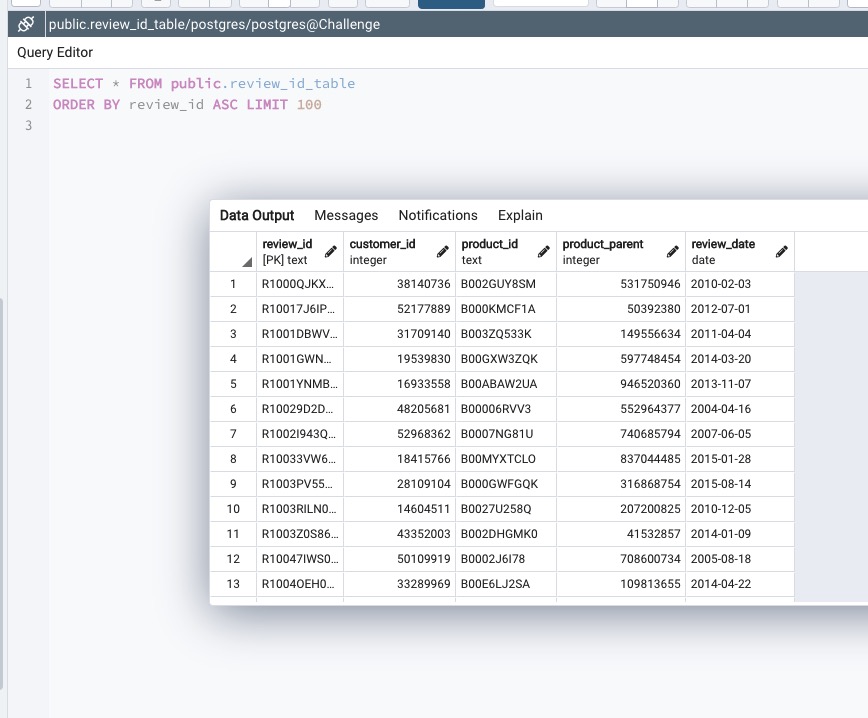 public.review_id_table/postgres/postgres@Challenge
Query Editor
1 SELECT * FROM public.review_id_table
2 ORDER BY review_id ASC LIMIT 100
3
Data Output Messages Notifications Explain
review_id customer_id product_id product_parent review_date
[PK] text integer text integer date
1 R1000QJKX... 38140736 B002GUY8SM 531750946 2010-02-03
2 R10017J6IP... 52177889 B000KMCF1A 50392380 2012-07-01
3 R1001DBWV... 31709140 B003ZQ533K 149556634 2011-04-04
4 R1001GWN... 19539830 B00GXW3ZQK 597748454 2014-03-20
5 R1001YNMB... 16933558 B00ABAW2UA 946520360 2013-11-07
6 R10029D2D... 48205681 B00006RVV3 552964377 2004-04-16
7 R1002I943Q... 52968362 B0007NG81U 740685794 2007-06-05
8 R10033VW6... 18415766 B00MYXTCLO 837044485 2015-01-28
9 R1003PV55... 28109104 B000GWFGQK 316868754 2015-08-14
10 R1003RILN0... 14604511 B0027U258Q 207200825 2010-12-05
11 R1003Z0S86... 43352003 B002DHGMK0 41532857 2014-01-09
12 R10047IWS0... 50109919 B0002J6I78 708600734 2005-08-18
13 R1004OEH0... 33289969 B00E6LJ2SA 109813655 2014-04-22